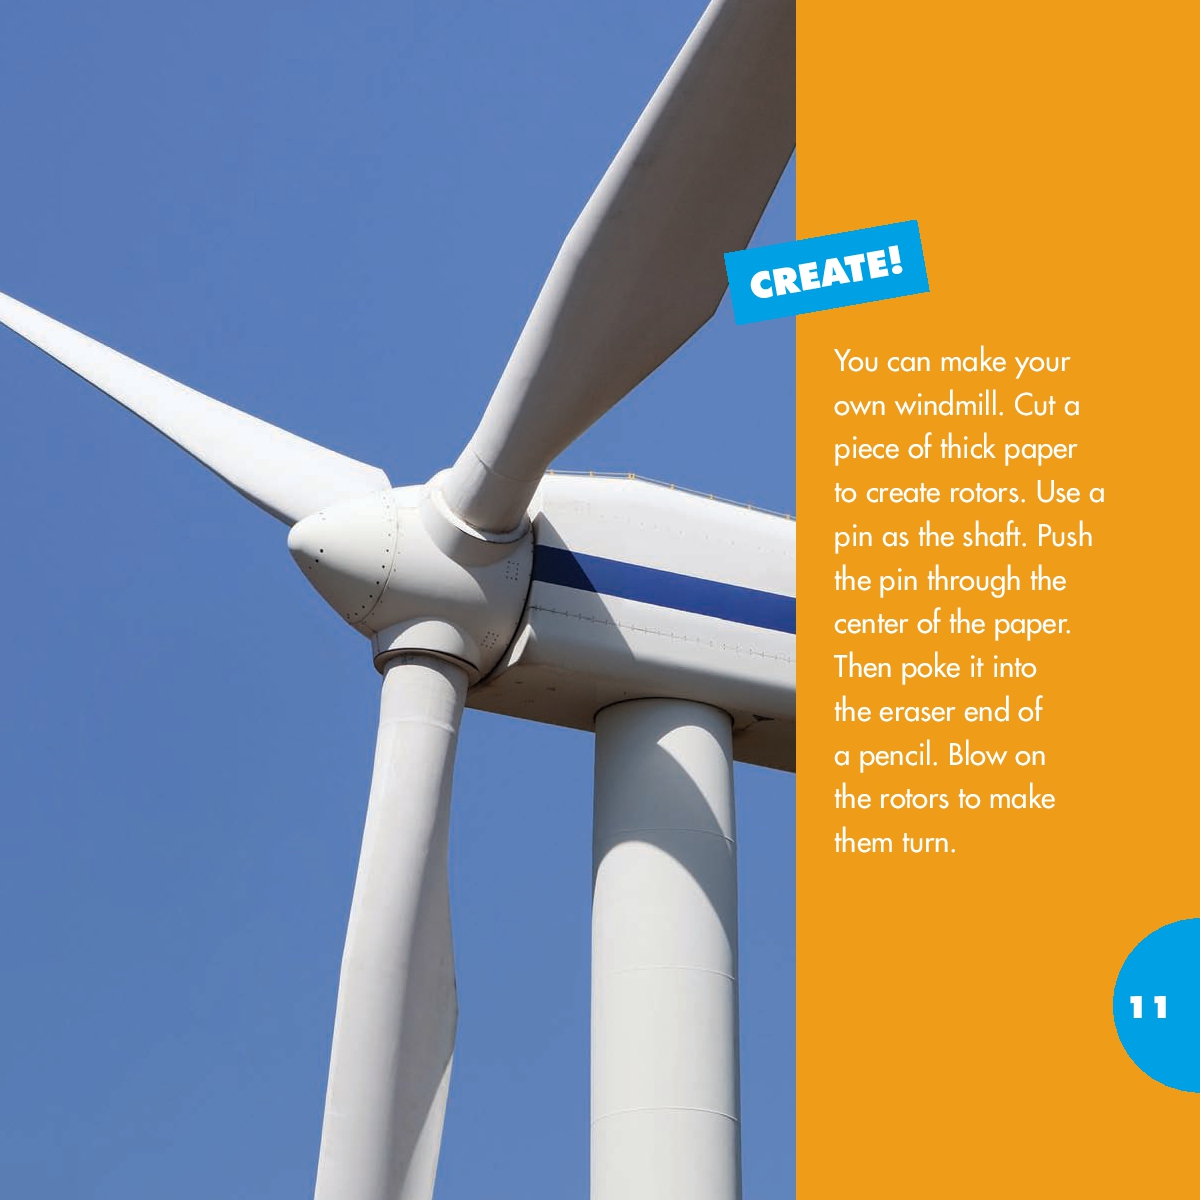 CREATE!
You can make your
own windmill. Cut a
piece of thick paper
to create rotors. Use a
pin as the shaft. Push
the pin through the
center of the paper.
Then poke it into
the eraser end of
a pencil. Blow on
the rotors to make
them turn.
11